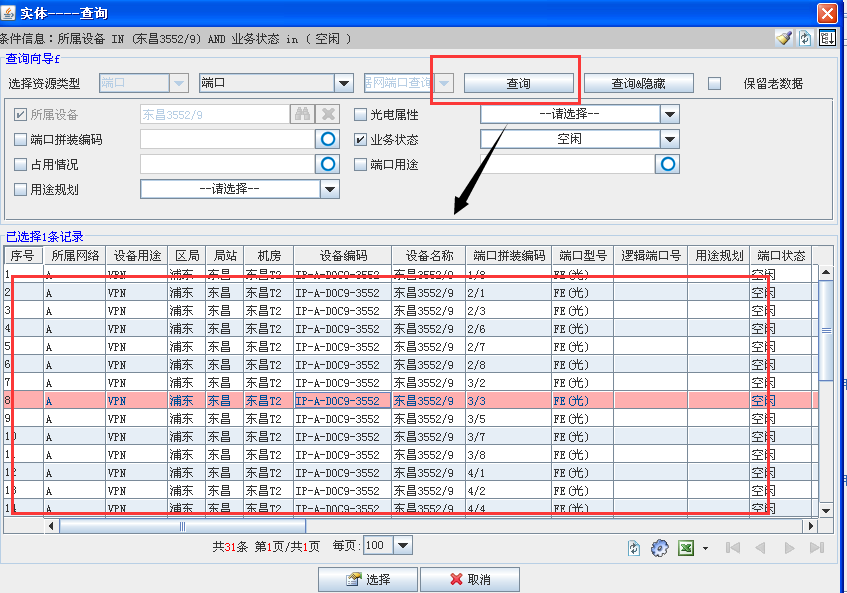 实体----查询
条件信息：所属设备 IN (东昌3552/9) AND 业务状态 in ( 空闲 )
查询向导f
选择资源类型 端口 端口 据网端口查询 查询 查询&隐藏 保留老数据
所属设备 东昌3552/9 光电属性 --请选择--
端口拼装编码 业务状态 空闲
占用情况 端口用途
用途规划 --请选择--
已选择1条记录
序号 所属网络 设备用途 区局 局站 机房 设备编码 设备名称 端口拼装编码 端口型号 逻辑端口号 用途规划 端口状态
1 A VPN 浦东 东昌 东昌T2 IP-A-DOC9-3552 东昌3552/9 1/8 FE(光) 空闲
2 A VPN 浦东 东昌 东昌T2 IP-A-DOC9-3552 东昌3552/9 2/1 FE(光) 空闲
3 A VPN 浦东 东昌 东昌T2 IP-A-DOC9-3552 东昌3552/9 2/3 FE(光) 空闲
4 A VPN 浦东 东昌 东昌T2 IP-A-DOC9-3552 东昌3552/9 2/6 FE(光) 空闲
5 A VPN 浦东 东昌 东昌T2 IP-A-DOC9-3552 东昌3552/9 2/7 FE(光) 空闲
6 A VPN 浦东 东昌 东昌T2 IP-A-DOC9-3552 东昌3552/9 2/8 FE(光) 空闲
7 A VPN 浦东 东昌 东昌T2 IP-A-DOC9-3552 东昌3552/9 3/2 FE(光) 空闲
8 A VPN 浦东 东昌 东昌T2 IP-A-DOC9-3552 东昌3552/9 3/3 FE(光) 空闲
9 A VPN 浦东 东昌 东昌T2 IP-A-DOC9-3552 东昌3552/9 3/5 FE(光) 空闲
10 A VPN 浦东 东昌 东昌T2 IP-A-DOC9-3552 东昌3552/9 3/7 FE(光) 空闲
11 A VPN 浦东 东昌 东昌T2 IP-A-DOC9-3552 东昌3552/9 3/8 FE(光) 空闲
12 A VPN 浦东 东昌 东昌T2 IP-A-DOC9-3552 东昌3552/9 4/1 FE(光) 空闲
13 A VPN 浦东 东昌 东昌T2 IP-A-DOC9-3552 东昌3552/9 4/2 FE(光) 空闲
14 A VPN 浦东 东昌 东昌T2 IP-A-DOC9-3552 东昌3552/9 4/4 FE(光) 空闲
共31条 第1页/共1页 每页: 100
选择 取消